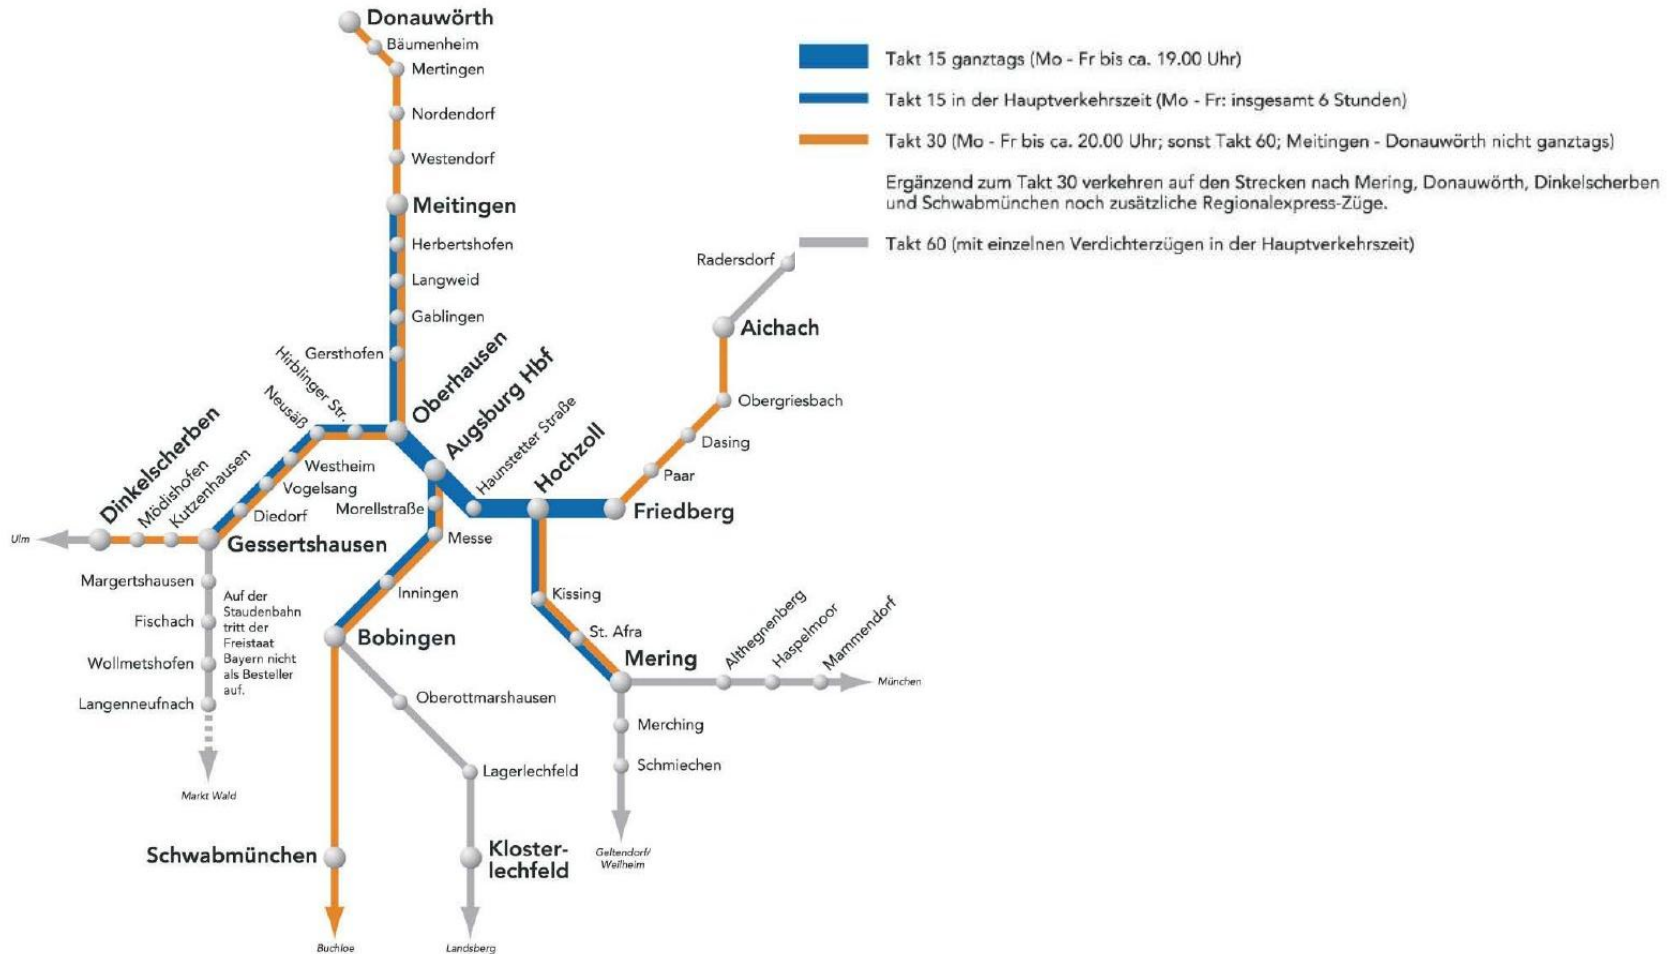 Donauwörth
Bäumenheim
Mertingen
Nordendorf
Westendorf
Meitingen
Herbertshofen
Langweid
Gablingen
Gersthofen
Oberhausen
Hirblinger Str.
Neusäß
Westheim
Vogelsang
Diedorf
Gessertshausen
Kutzenhausen
Mödishofen
Dinkelscherben
Ulm
Margertshausen
Fischach
Wollmetshofen
Langenneufnach
Markt Wald
Auf der
Staudenbahn
tritt der
Freistaat
Bayern nicht
als Besteller
auf.
Augsburg Hbf
Morellstraße
Messe
Inningen
Bobingen
Schwabmünchen
Buchloe
Oberottmarshausen
Lagerlechfeld
Kloster-
lechfeld
Landsberg
Haunstetter Straße
Hochzoll
Friedberg
Paar
Dasing
Obergriesbach
Aichach
Radersdorf
Kissing
St. Afra
Mering
Althegnenberg
Haspelmoor
Mammendorf
München
Merching
Schmiechen
Geltendorf/
Weilheim
Takt 15 ganztags (Mo - Fr bis ca. 19.00 Uhr)
Takt 15 in der Hauptverkehrszeit (Mo - Fr: insgesamt 6 Stunden)
Takt 30 (Mo - Fr bis ca. 20.00 Uhr; sonst Takt 60; Meitingen - Donauwörth nicht ganztags)
Ergänzend zum Takt 30 verkehren auf den Strecken nach Mering, Donauwörth, Dinkelscherben
und Schwabmünchen noch zusätzliche Regionalexpress-Züge.
Takt 60 (mit einzelnen Verdichterzügen in der Hauptverkehrszeit)